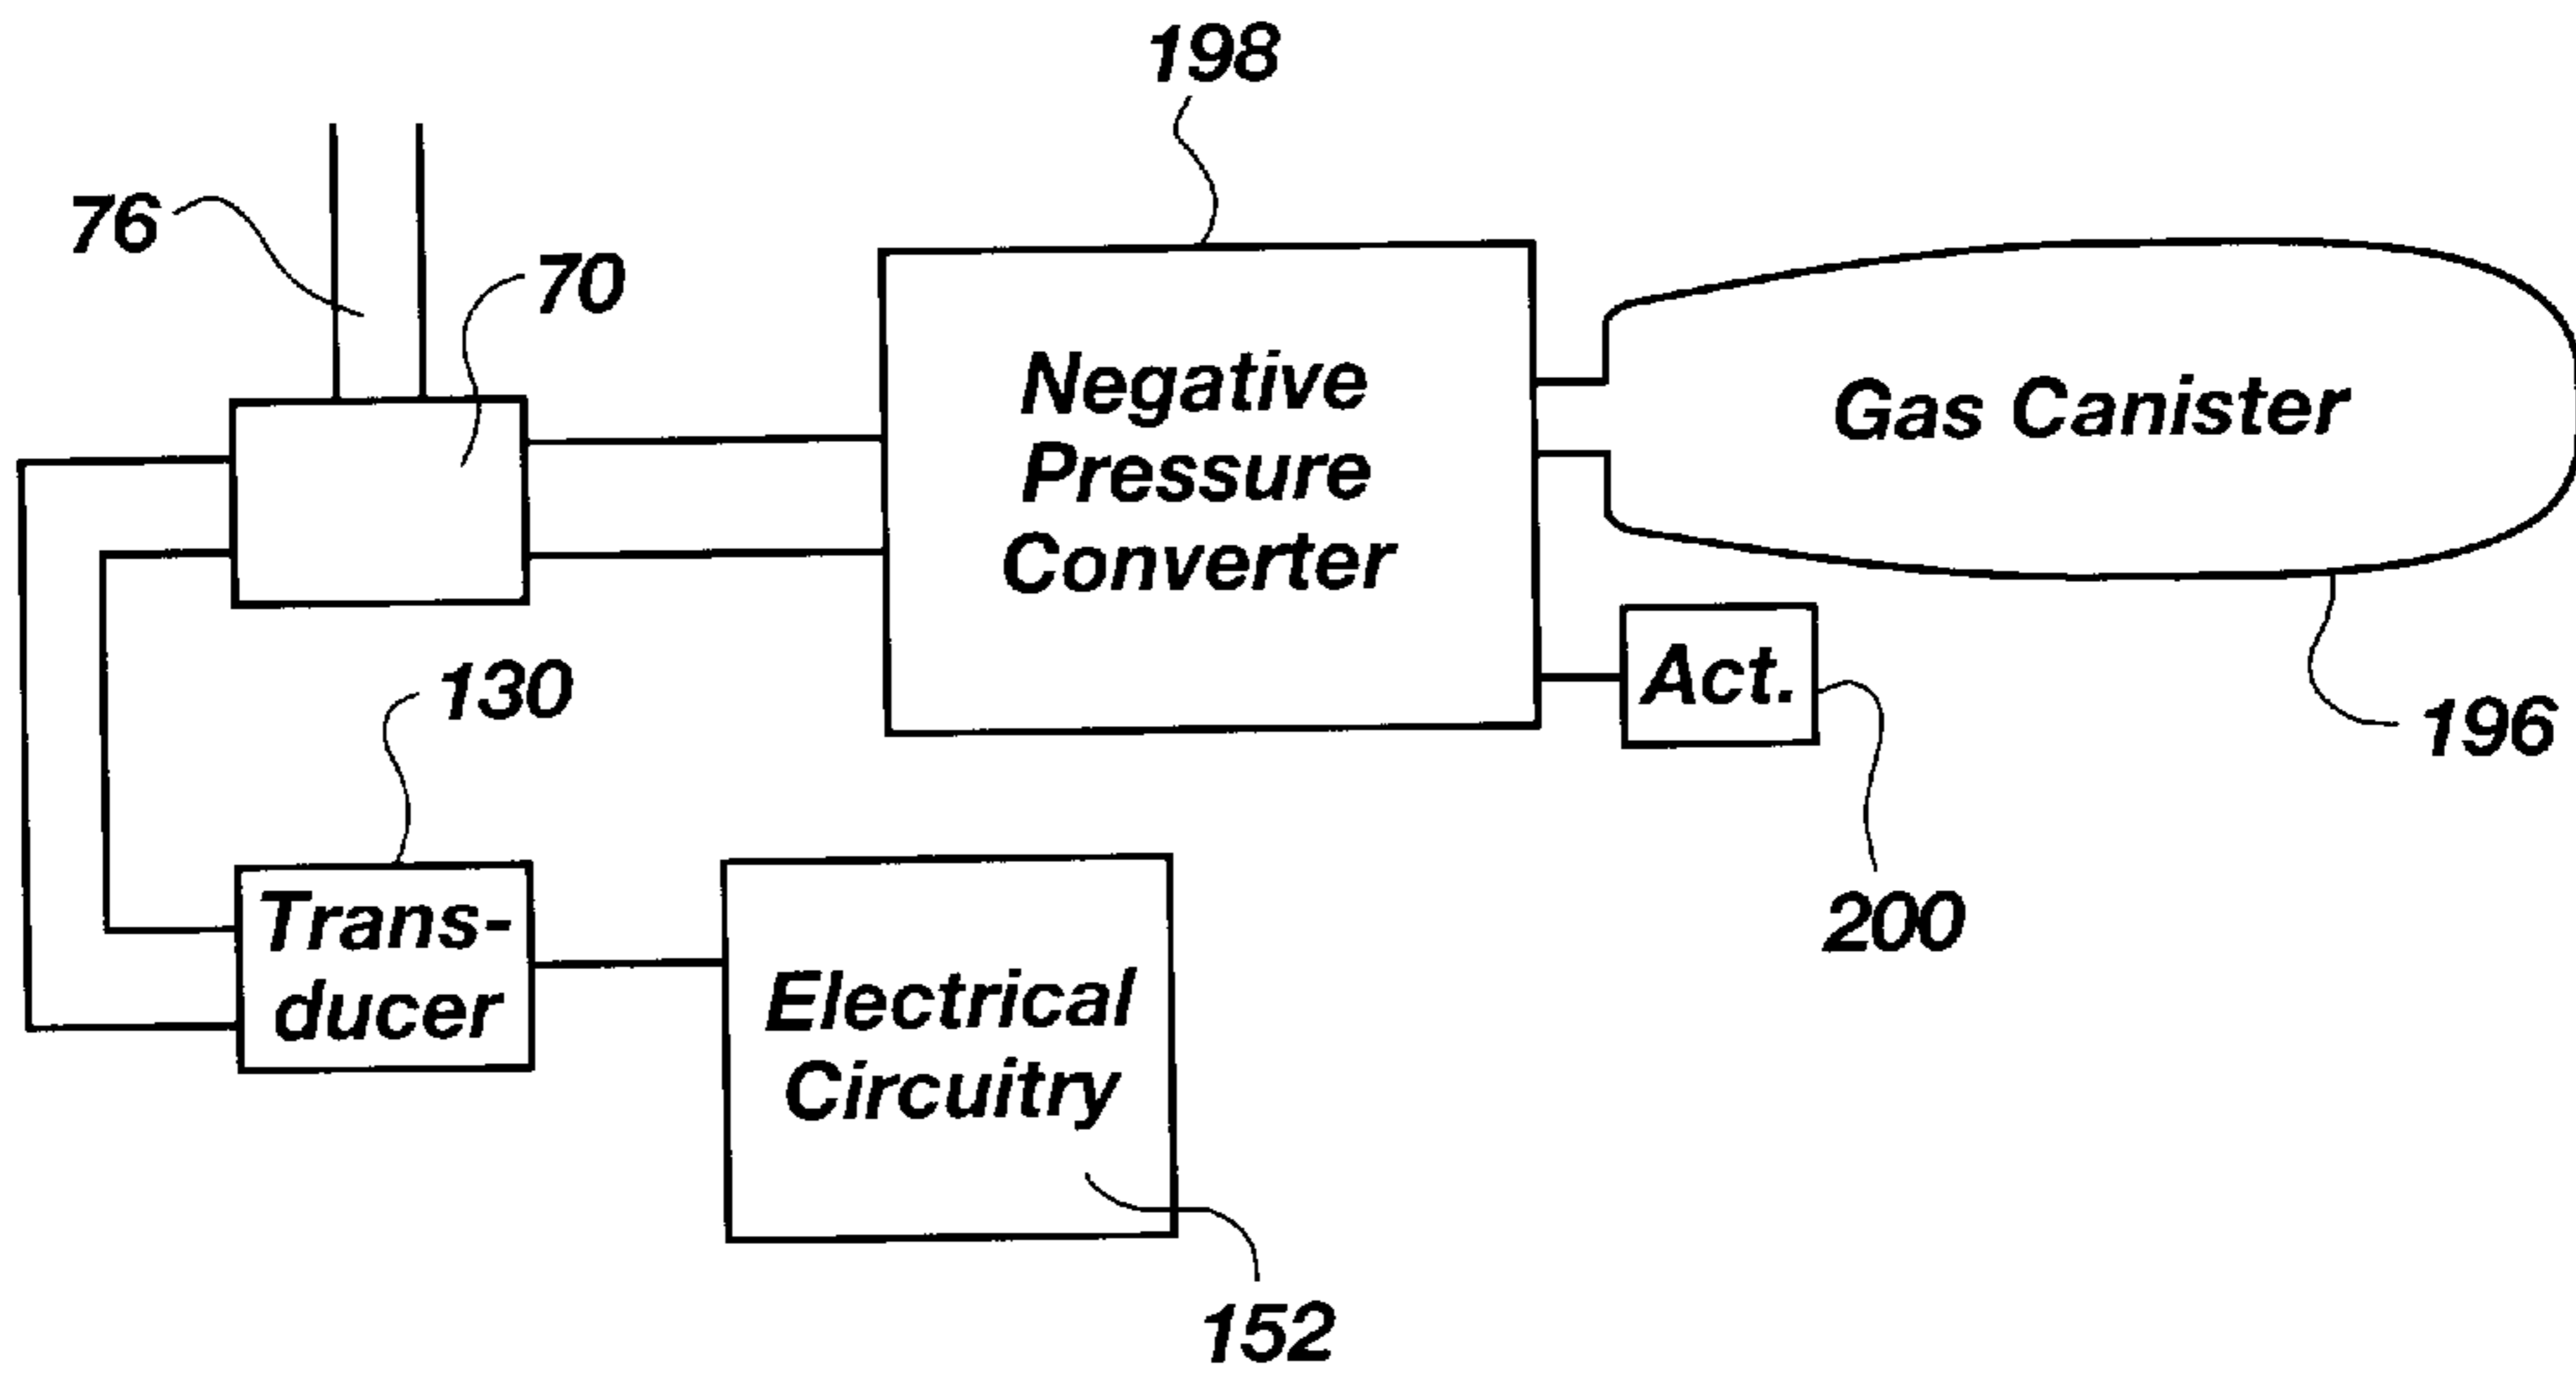 198
76
70
Negative
Pressure
Converter
Gas Canister
Act.
196
130
200
Trans-
ducer
Electrical
Circuitry
152